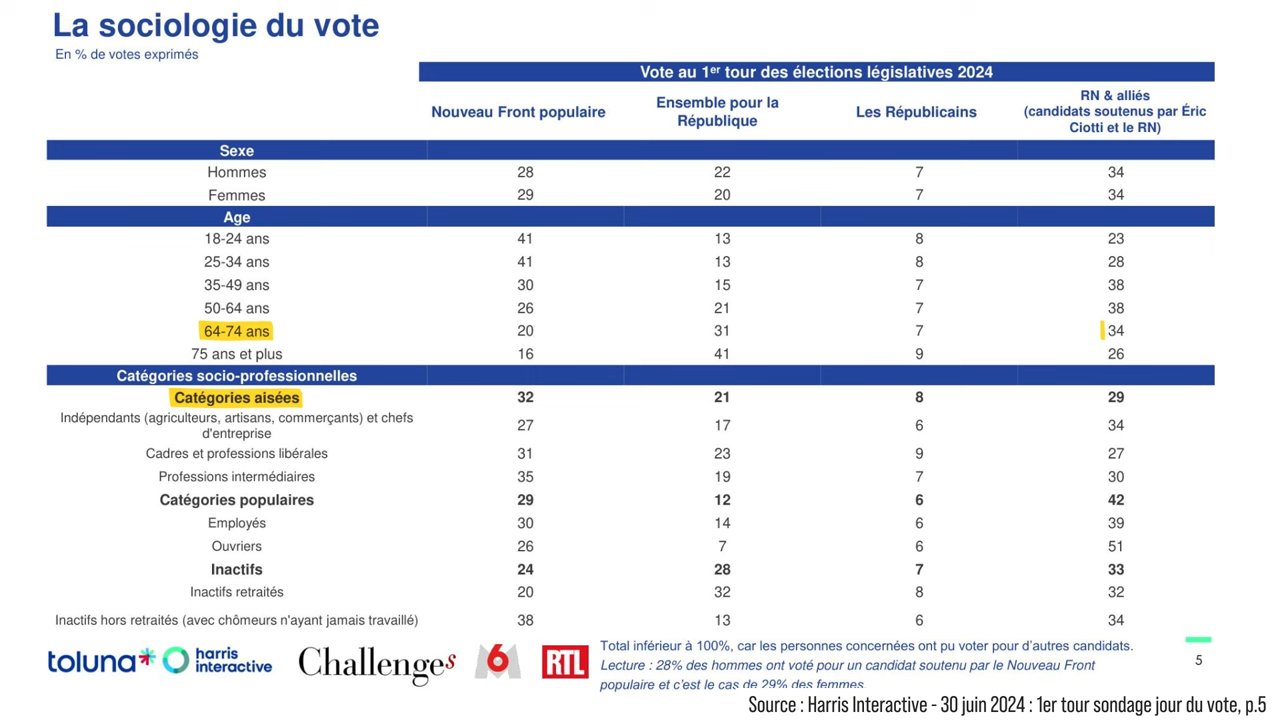 La sociologie du vote
En % de votes exprimés
Vote au 1er tour des élections législatives 2024
Nouveau Front populaire
Ensemble pour la
République
Les Républicains
RN & alliés
(candidats soutenus par Éric
Ciotti et le RN)
Sexe
Hommes 28 22 7 34
Femmes 29 20 7 34
Age
18-24 ans 41 13 8 23
25-34 ans 41 13 8 28
35-49 ans 30 15 7 38
50-64 ans 26 21 7 38
64-74 ans 20 31 7 34
75 ans et plus 16 41 9 26
Catégories socio-professionnelles
Catégories aisées 32 21 8 29
Indépendants (agriculteurs, artisans, commerçants) et chefs
d'entreprise 27 17 6 34
Cadres et professions libérales 31 23 9 27
Professions intermédiaires 35 19 7 30
Catégories populaires 29 12 6 42
Employés 30 14 6 39
Ouvriers 26 7 6 51
Inactifs 24 28 7 33
Inactifs retraités 20 32 8 32
Inactifs hors retraités (avec chômeurs n'ayant jamais travaillé) 38 13 6 34
toluna* harris
interactive
Challenges
M6
RTL
Total inférieur à 100%, car les personnes concernées ont pu voter pour d'autres candidats.
Lecture : 28% des hommes ont voté pour un candidat soutenu par le Nouveau Front
populaire et c'est le cas de 29% des femmes.
5
Source : Harris Interactive - 30 juin 2024 : 1er tour sondage jour du vote, p.5